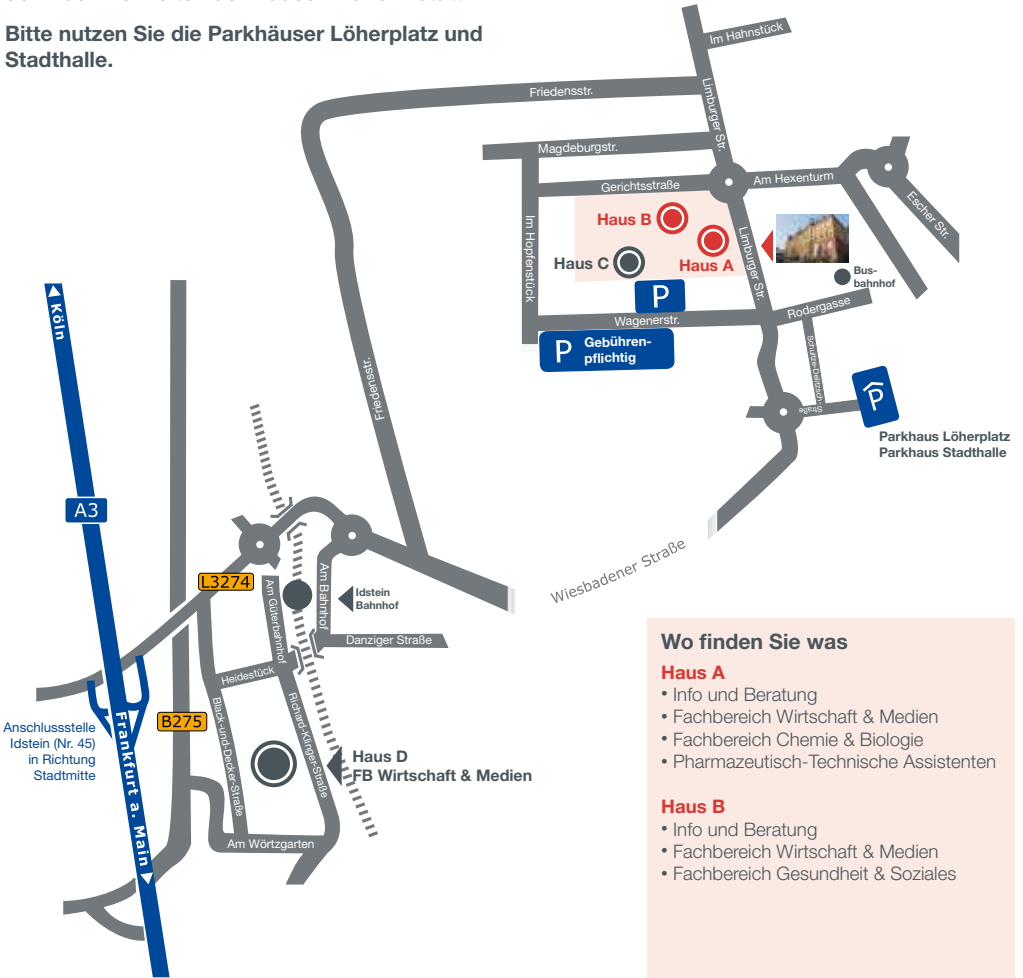 Bitte nutzen Sie die Parkhäuser Löherplatz und
Stadthalle.
Im Hahnstück
Friedensstr.
Limburger Str.
Magdeburgstr.
Gerichtsstraße
Am Hexenturm
Escher Str.
Haus B
Haus A
Haus C
Im Hopfenstück
Limburger Str.
Bus-
bahnhof
P
Wagenerstr.
Rodergasse
P Gebühren-
pflichtig
Schulze-Delitzsch-
Straße
P
Parkhaus Löherplatz
Parkhaus Stadthalle
Köln
Friedensstr.
A3
Wiesbadener Straße
L3274
Am Güterbahnhof
Am Bahnhof
Idstein
Bahnhof
Danziger Straße
Heidestück
B275
Anschlussstelle
Idstein (Nr. 45)
in Richtung
Stadtmitte
Frankfurt a. Main
Black-und-Decker-Straße
Richard-Klinger-Straße
Haus D
FB Wirtschaft & Medien
Am Wörtzgarten
Wo finden Sie was
Haus A
• Info und Beratung
• Fachbereich Wirtschaft & Medien
• Fachbereich Chemie & Biologie
• Pharmazeutisch-Technische Assistenten
Haus B
• Info und Beratung
• Fachbereich Wirtschaft & Medien
• Fachbereich Gesundheit & Soziales